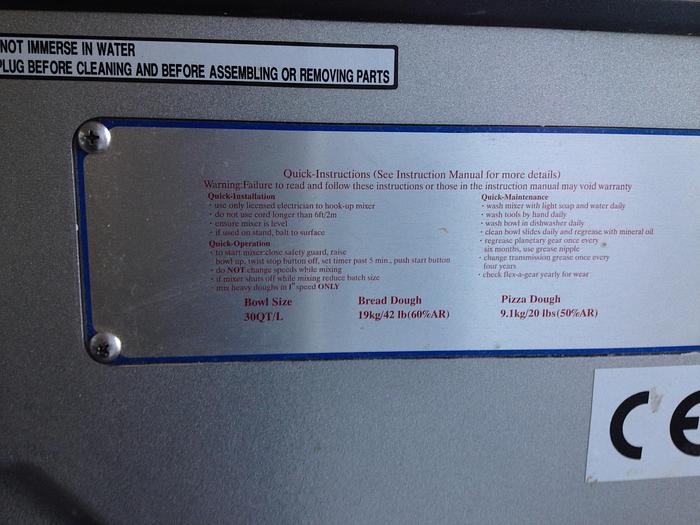 NOT IMMERSE IN WATER
PLUG BEFORE CLEANING AND BEFORE ASSEMBLING OR REMOVING PARTS
Quick-Instructions (See Instruction Manual for more details)
Warning:Failure to read and follow these instructions or those in the instruction manual may void warranty
Quick-Installation
· use only licensed electrician to hook-up mixer
· do not use cord longer than 6ft/2m
· ensure mixer is level
· if used on stand, balt to surface
Quick-Operation
· to start mixer:close safety guard, raise
bowl up, twist stop button off, set timer past 5 min., push start button
· do NOT change speeds while mixing
· if mixer shuts off while mixing reduce batch size
· mix heavy doughs in 1st speed ONLY
Quick-Maintenance
· wash mixer with light soap and water daily
· wash tools by hand daily
· wash bowl in dishwasher daily
· clean bowl slides daily and regrease with mineral oil
· regrease planetary gear once every
six months, use grease nipple
· change transmission grease once every
four years
· check flex-a-gear yearly for wear
Bowl Size Bread Dough Pizza Dough
30QT/L 19kg/42 lb(60%AR) 9.1kg/20 lbs(50%AR)
CE